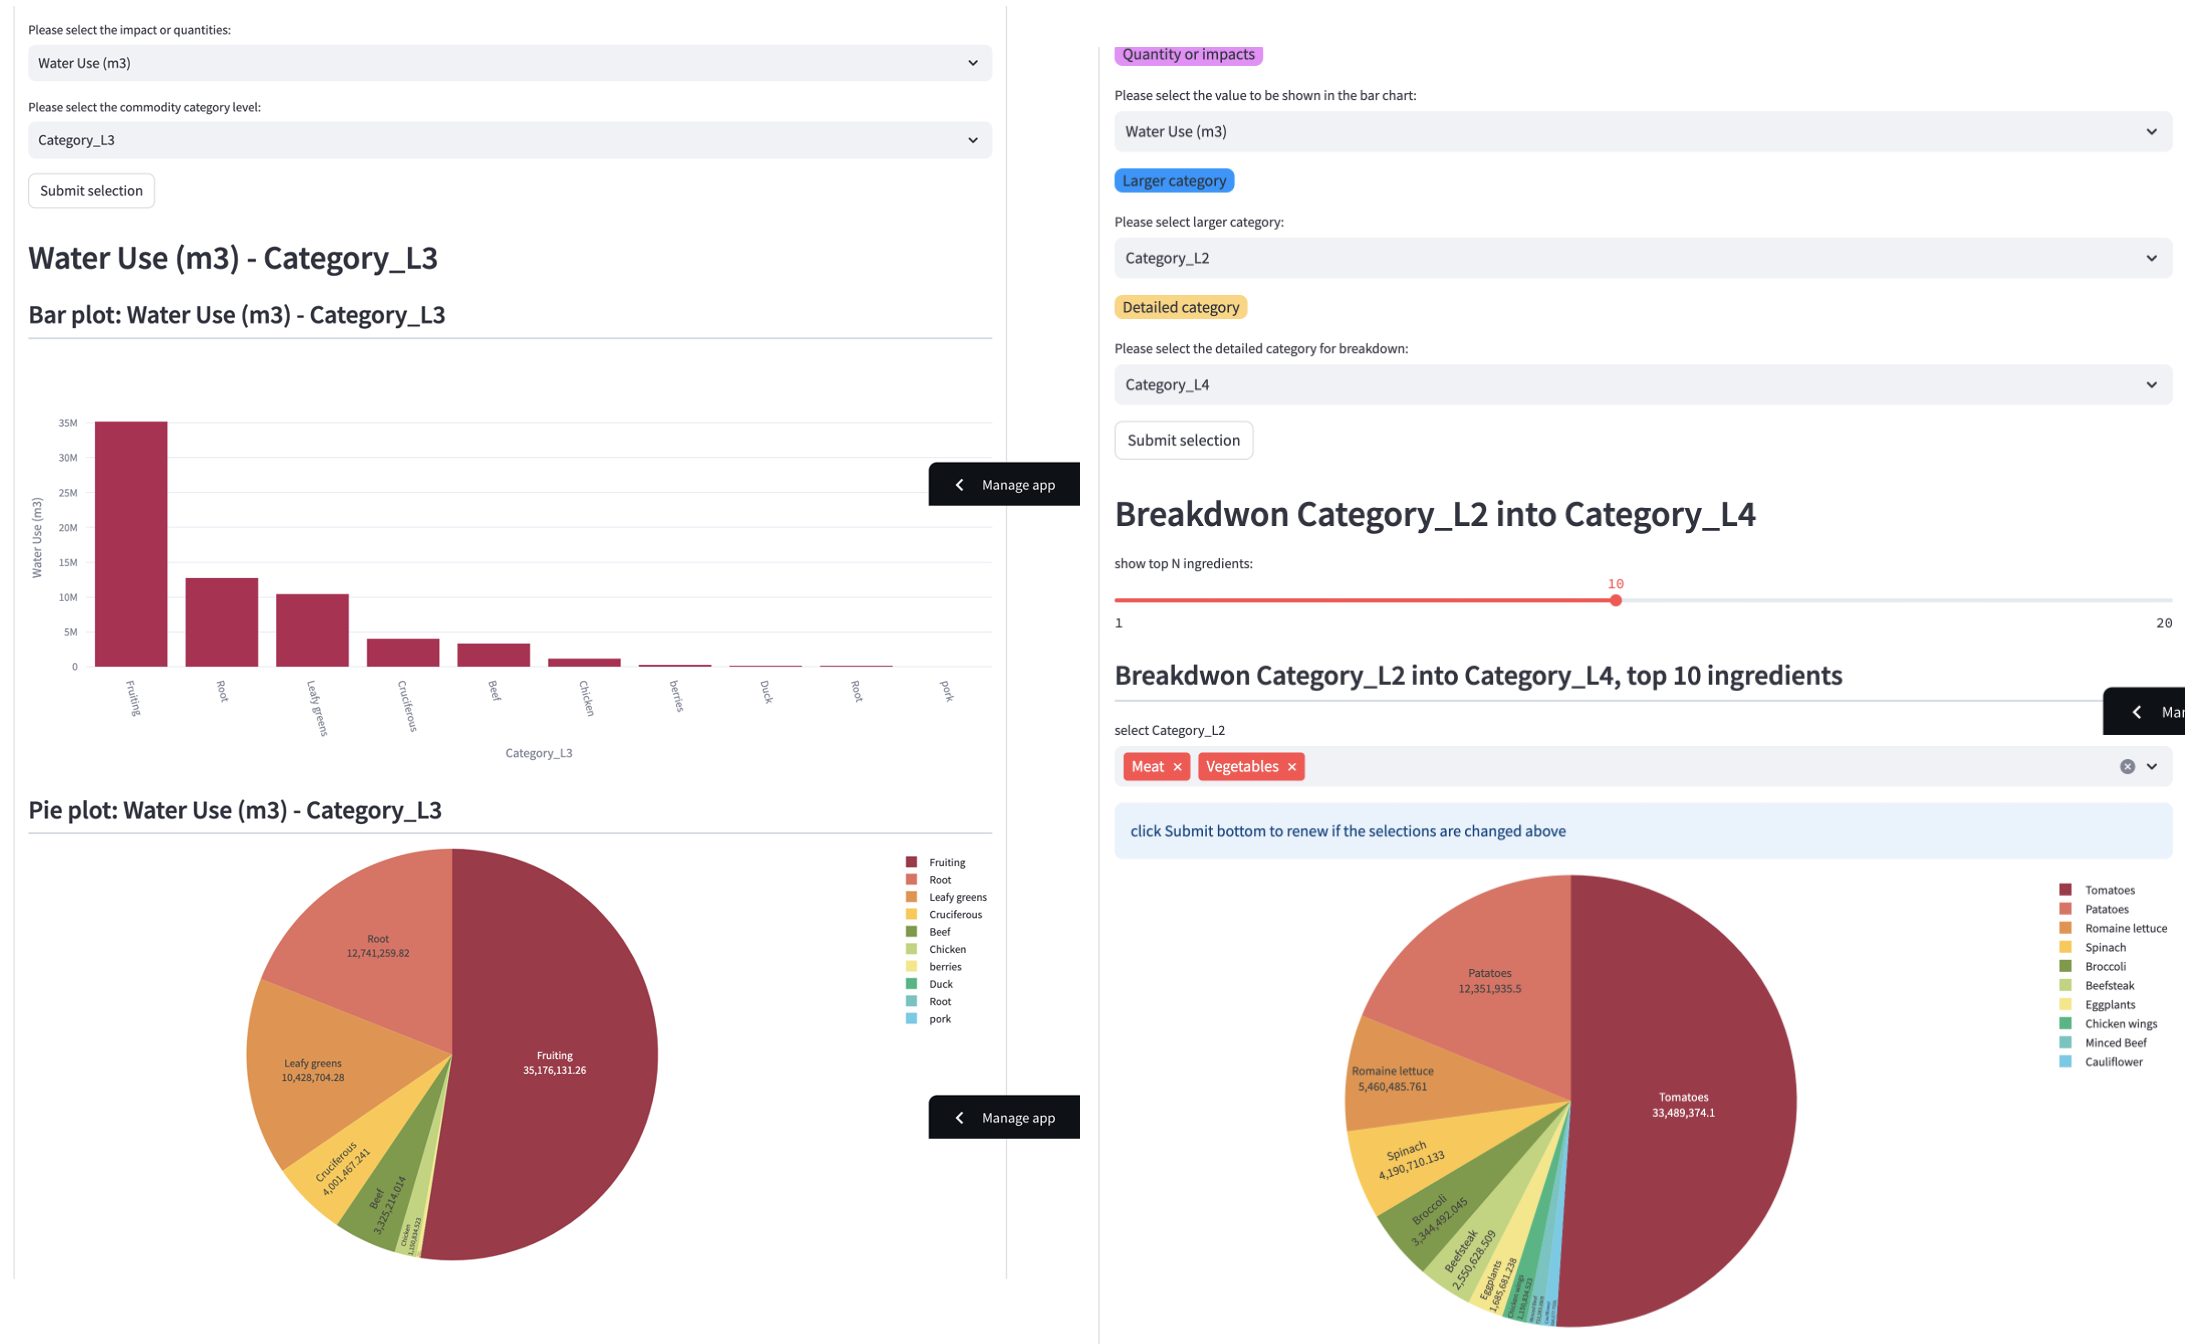 Please select the impact or quantities:
Water Use (m3)
Please select the commodity category level:
Category_L3
Submit selection
Water Use (m3) - Category_L3
Bar plot: Water Use (m3) - Category_L3
35M
30M
25M
20M
15M
10M
5M
0
Water Use (m3)
Fruiting
Root
Leafy greens
Cruciferous
Beef
Chicken
berries
Duck
Root
pork
Category_L3
Manage app
Pie plot: Water Use (m3) - Category_L3
Fruiting
Root
Leafy greens
Cruciferous
Beef
Chicken
berries
Duck
Root
pork
Root
12,741,259.82
Leafy greens
10,428,704.28
Fruiting
35,176,131.26
Cruciferous
4,001,467.241
Beef
3,325,214.014
Chicken
Manage app
Quantity or impacts
Please select the value to be shown in the bar chart:
Water Use (m3)
Larger category
Please select larger category:
Category_L2
Detailed category
Please select the detailed category for breakdown:
Category_L4
Submit selection
Breakdwon Category_L2 into Category_L4
show top N ingredients:
10
1
20
Breakdwon Category_L2 into Category_L4, top 10 ingredients
Mar
select Category_L2
Meat ×
Vegetables ×
click Submit bottom to renew if the selections are changed above
Tomatoes
Patatoes
Romaine lettuce
Spinach
Broccoli
Beefsteak
Eggplants
Chicken wings
Minced Beef
Cauliflower
Patatoes
12,351,935.5
Romaine lettuce
5,460,485.761
Tomatoes
33,489,374.1
Spinach
4,190,710.133
Broccoli
3,344,492.045
Beefsteak
2,550,628.509
Eggplants
1,685,681.238
Chicken wings